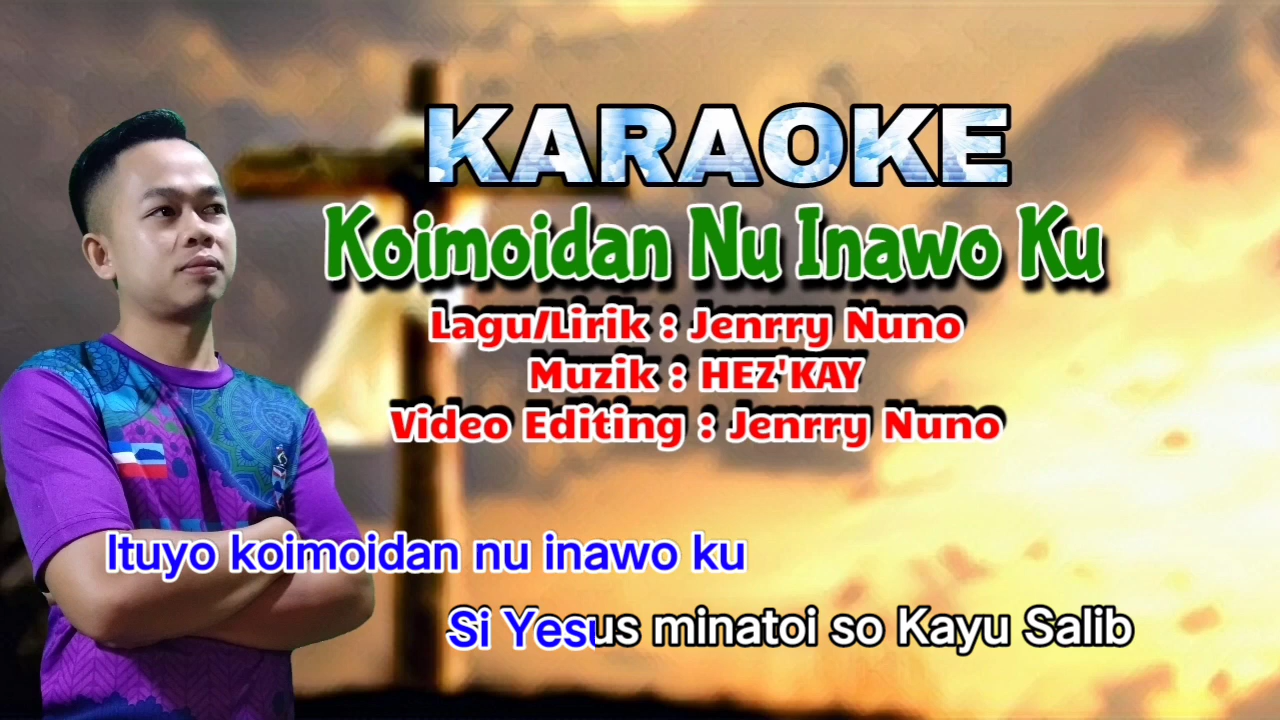 KARAOKE
Koimoidan Nu Inawo Ku
Lagu/Lirik : Jenrry Nuno
Muzik : HEZ'KAY
Video Editing : Jenrry Nuno
Ituyo koimoidan nu inawo ku
Si Yesus minatoi so Kayu Salib